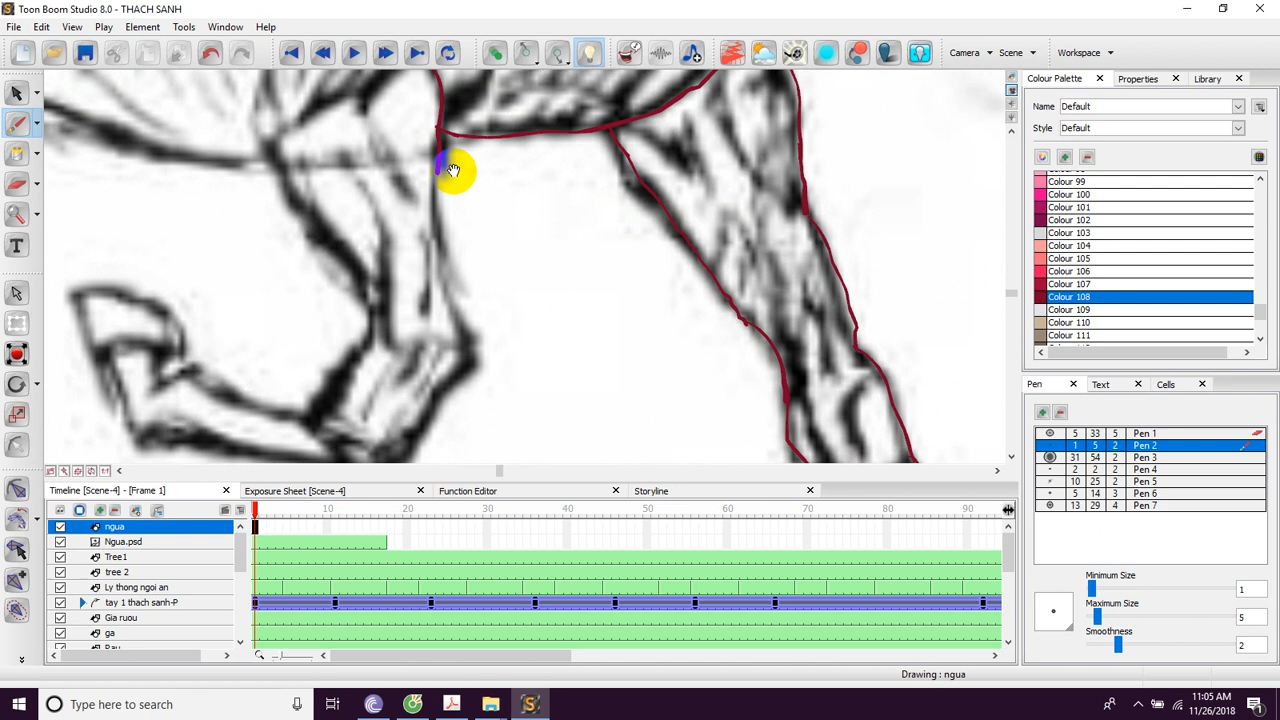 Toon Boom Studio 8.0 - THACH SANH
File Edit View Play Element Tools Window Help
Camera Scene Workspace
Colour Palette Properties Library
Name Default
Style Default
Colour 99
Colour 100
Colour 101
Colour 102
Colour 103
Colour 104
Colour 105
Colour 106
Colour 107
Colour 108
Colour 109
Colour 110
Colour 111
Pen Text Cells
5 33 5 Pen 1
1 5 2 Pen 2
31 54 2 Pen 3
2 2 2 Pen 4
10 25 2 Pen 5
5 14 3 Pen 6
13 29 4 Pen 7
Minimum Size
1
Maximum Size
5
Smoothness
2
Timeline [Scene-4] - [Frame 1] Exposure Sheet [Scene-4] Function Editor Storyline
10 20 30 40 50 60 70 80 90
ngua
Ngua.psd
Tree1
tree 2
Ly thong ngoi an
tay 1 thach sanh-P
Gia ruou
ga
Drawing : ngua
Type here to search
11:05 AM
11/26/2018